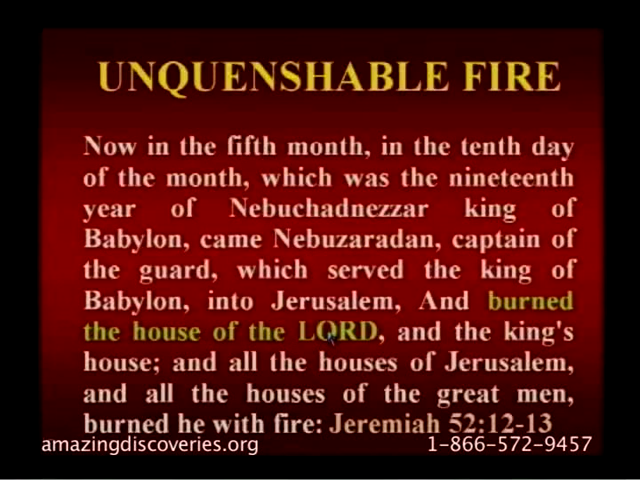 UNQUENSHABLE FIRE
Now in the fifth month, in the tenth day
of the month, which was the nineteenth
year of Nebuchadnezzar king of
Babylon, came Nebuzaradan, captain of
the guard, which served the king of
Babylon, into Jerusalem, And burned
the house of the LORD, and the king's
house; and all the houses of Jerusalem,
and all the houses of the great men,
burned he with fire: Jeremiah 52:12-13
amazingdiscoveries.org 1-866-572-9457